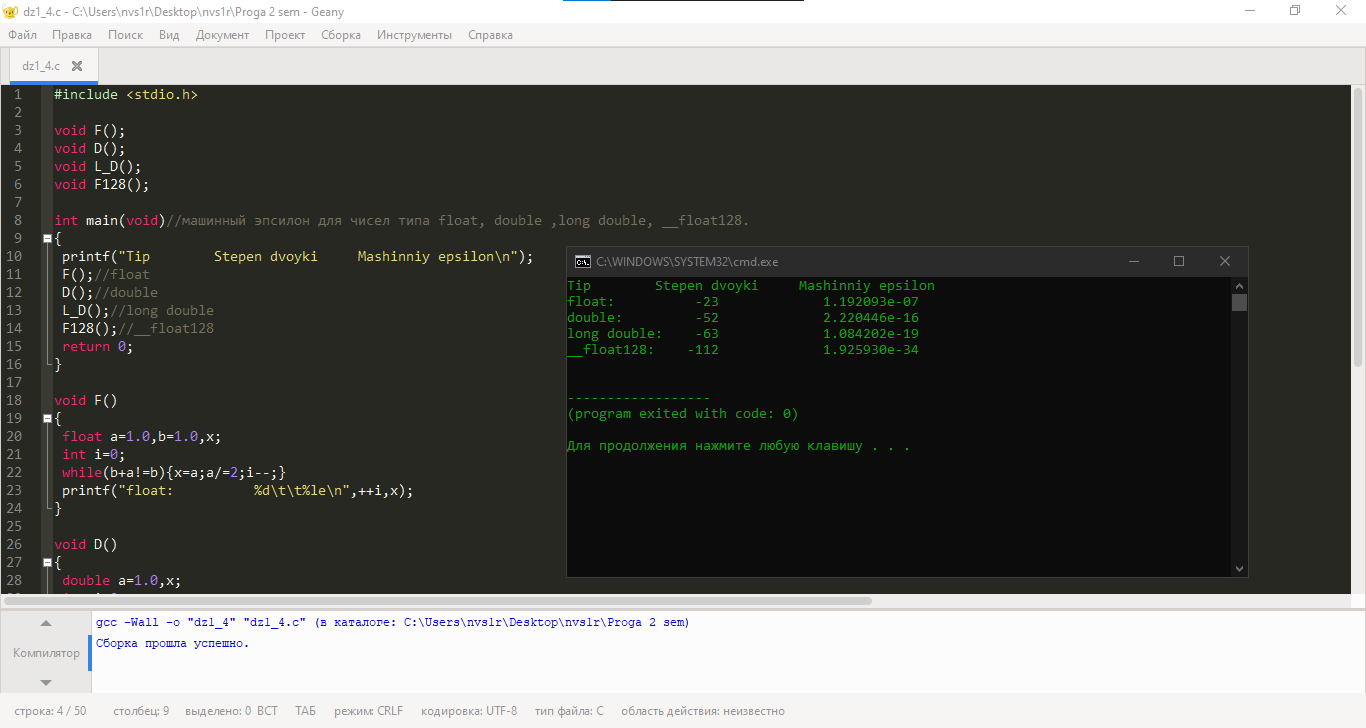 dz1_4.c - C:\Users\nvs1r\Desktop\nvs1r\Proga 2 sem - Geany
Файл Правка Поиск Вид Документ Проект Сборка Инструменты Справка
dz1_4.c
1 #include <stdio.h>
2
3 void F();
4 void D();
5 void L_D();
6 void F128();
7
8 int main(void)//машинный эпсилон для чисел типа float, double ,long double, __float128.
9 {
10 printf("Tip        Stepen dvoyki     Mashinniy epsilon\n");
11 F();//float
12 D();//double
13 L_D();//long double
14 F128();//__float128
15 return 0;
16 }
17
18 void F()
19 {
20 float a=1.0,b=1.0,x;
21 int i=0;
22 while(b+a!=b){x=a;a/=2;i--;}
23 printf("float:          %d\t\t%le\n",++i,x);
24 }
25
26 void D()
27 {
28 double a=1.0,x;
C:\WINDOWS\SYSTEM32\cmd.exe
Tip        Stepen dvoyki     Mashinniy epsilon
float:          -23             1.192093e-07
double:         -52             2.220446e-16
long double:    -63             1.084202e-19
__float128:    -112             1.925930e-34
------------------
(program exited with code: 0)
Для продолжения нажмите любую клавишу . . .
Компилятор
gcc -Wall -o "dz1_4" "dz1_4.c" (в каталоге: C:\Users\nvs1r\Desktop\nvs1r\Proga 2 sem)
Сборка прошла успешно.
строка: 4 / 50 столбец: 9 выделено: 0 ВСТ ТАБ режим: CRLF кодировка: UTF-8 тип файла: C область действия: неизвестно